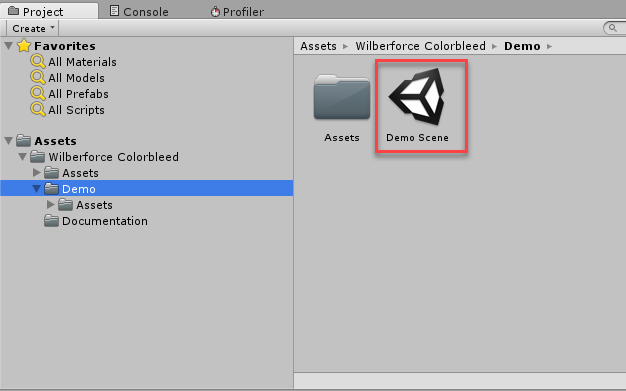 Project Console Profiler
Create
Favorites
All Materials
All Models
All Prefabs
All Scripts
Assets
Wilberforce Colorbleed
Assets
Demo
Assets
Documentation
Assets Wilberforce Colorbleed Demo
Assets
Demo Scene